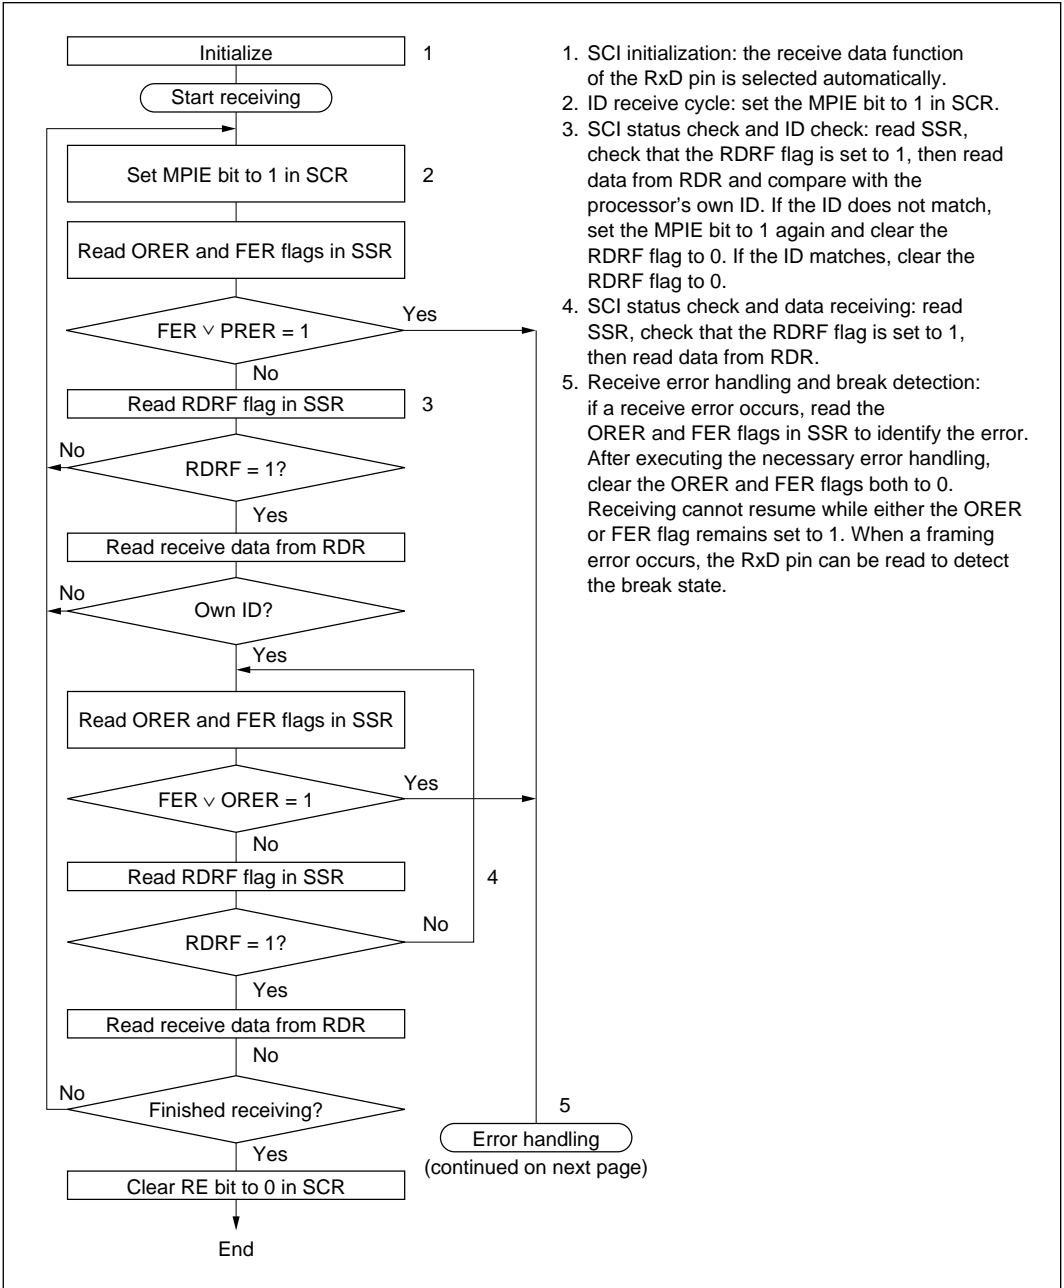 Initialize 1
Start receiving
Set MPIE bit to 1 in SCR 2
Read ORER and FER flags in SSR
FER ∨ PRER = 1
Yes
No
Read RDRF flag in SSR 3
No
RDRF = 1?
Yes
Read receive data from RDR
No
Own ID?
Yes
Read ORER and FER flags in SSR
FER ∨ ORER = 1
Yes
No
Read RDRF flag in SSR 4
RDRF = 1?
No
Yes
Read receive data from RDR
No
No
Finished receiving?
Yes
Clear RE bit to 0 in SCR
End
5
Error handling
(continued on next page)
1. SCI initialization: the receive data function
of the RxD pin is selected automatically.
2. ID receive cycle: set the MPIE bit to 1 in SCR.
3. SCI status check and ID check: read SSR,
check that the RDRF flag is set to 1, then read
data from RDR and compare with the
processor's own ID. If the ID does not match,
set the MPIE bit to 1 again and clear the
RDRF flag to 0. If the ID matches, clear the
RDRF flag to 0.
4. SCI status check and data receiving: read
SSR, check that the RDRF flag is set to 1,
then read data from RDR.
5. Receive error handling and break detection:
if a receive error occurs, read the
ORER and FER flags in SSR to identify the error.
After executing the necessary error handling,
clear the ORER and FER flags both to 0.
Receiving cannot resume while either the ORER
or FER flag remains set to 1. When a framing
error occurs, the RxD pin can be read to detect
the break state.